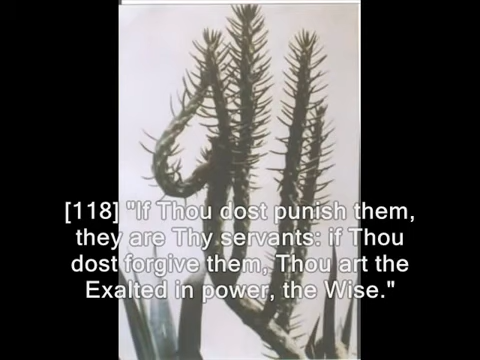 [118] "If Thou dost punish them,
they are Thy servants: if Thou
dost forgive them, Thou art the
Exalted in power, the Wise."